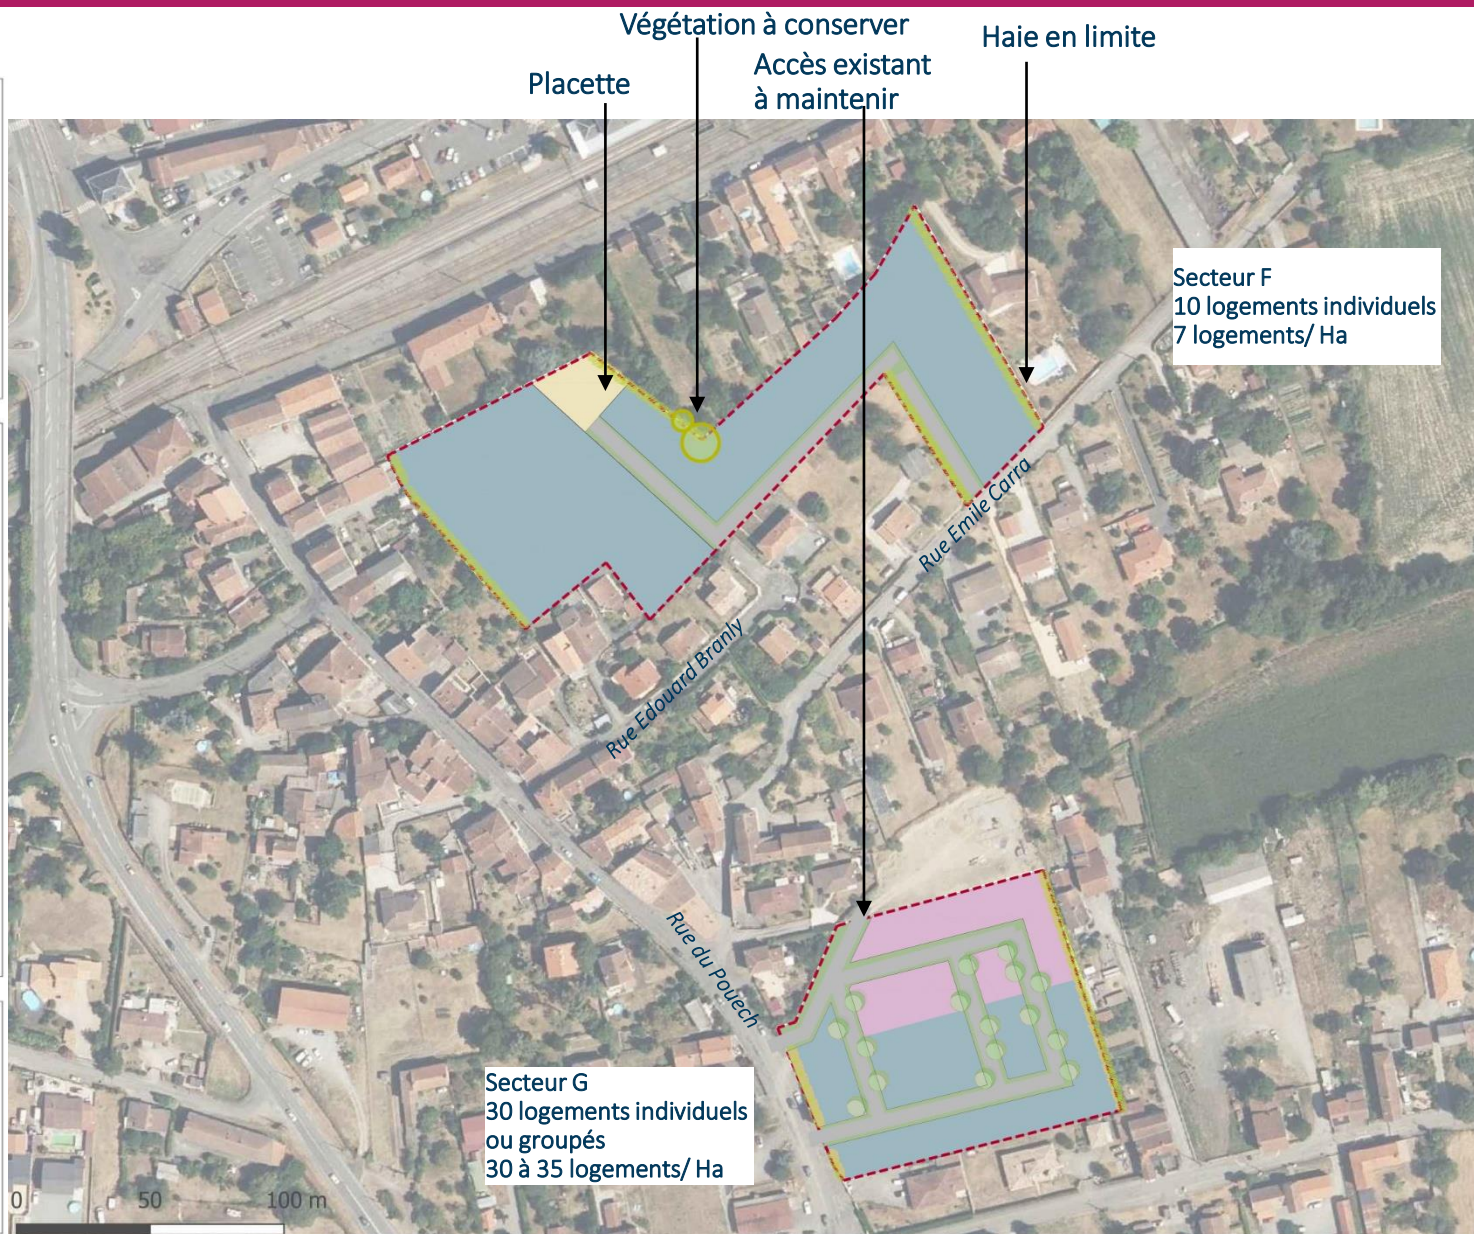 Végétation à conserver
Haie en limite
Accès existant
à maintenir
Placette
Secteur F
10 logements individuels
7 logements/ Ha
Rue Emile Carra
Rue Edouard Branly
Rue du Pouech
Secteur G
30 logements individuels
ou groupés
30 à 35 logements/ Ha
0 50 100 m